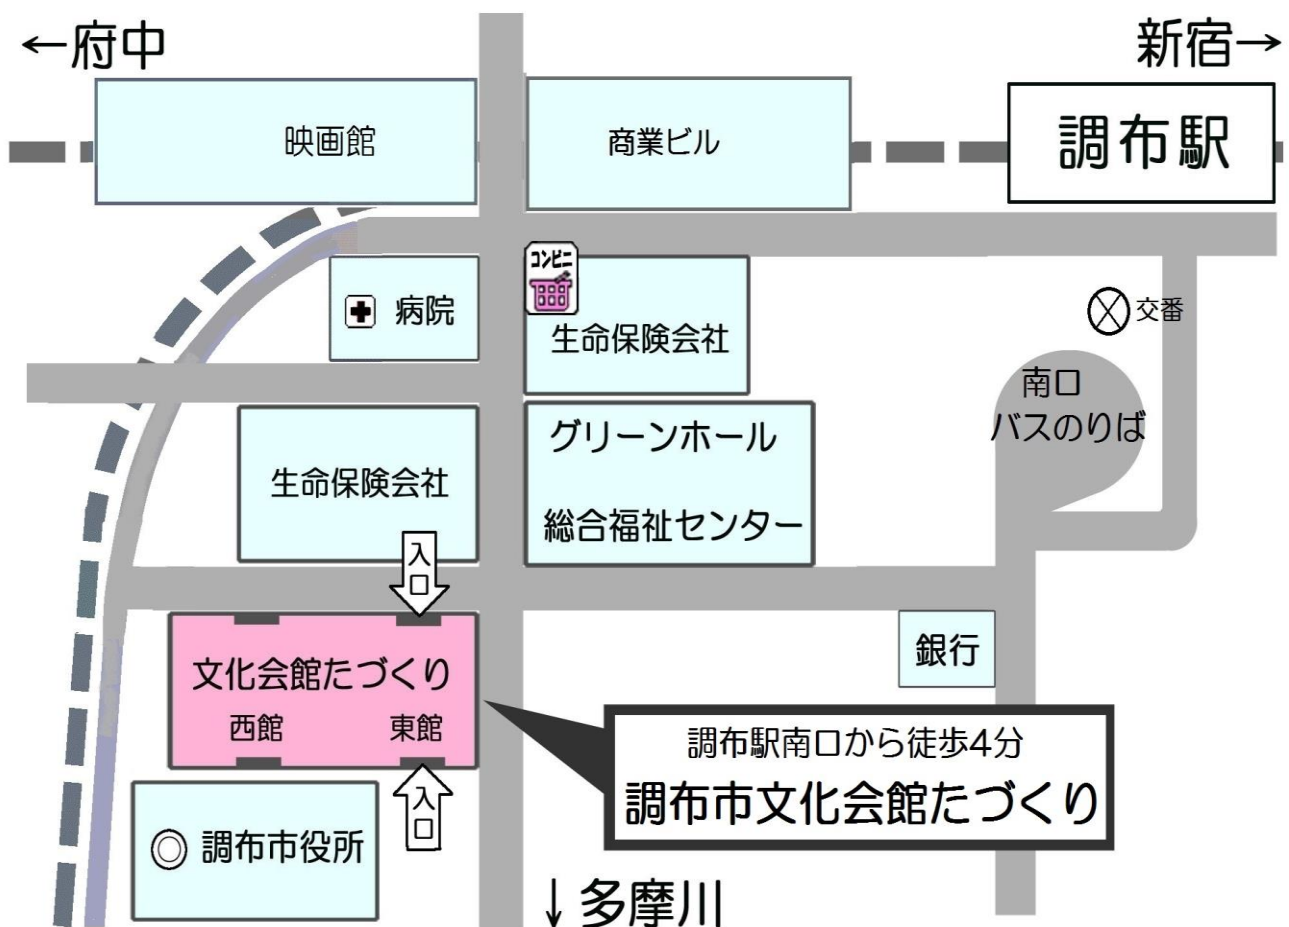 ←府中
新宿→
映画館
商業ビル
調布駅
コンビニ
病院
生命保険会社
交番
南口
バスのりば
生命保険会社
グリーンホール
総合福祉センター
入口
文化会館たづくり
西館
東館
銀行
調布駅南口から徒歩4分
調布市文化会館たづくり
入口
調布市役所
↓多摩川